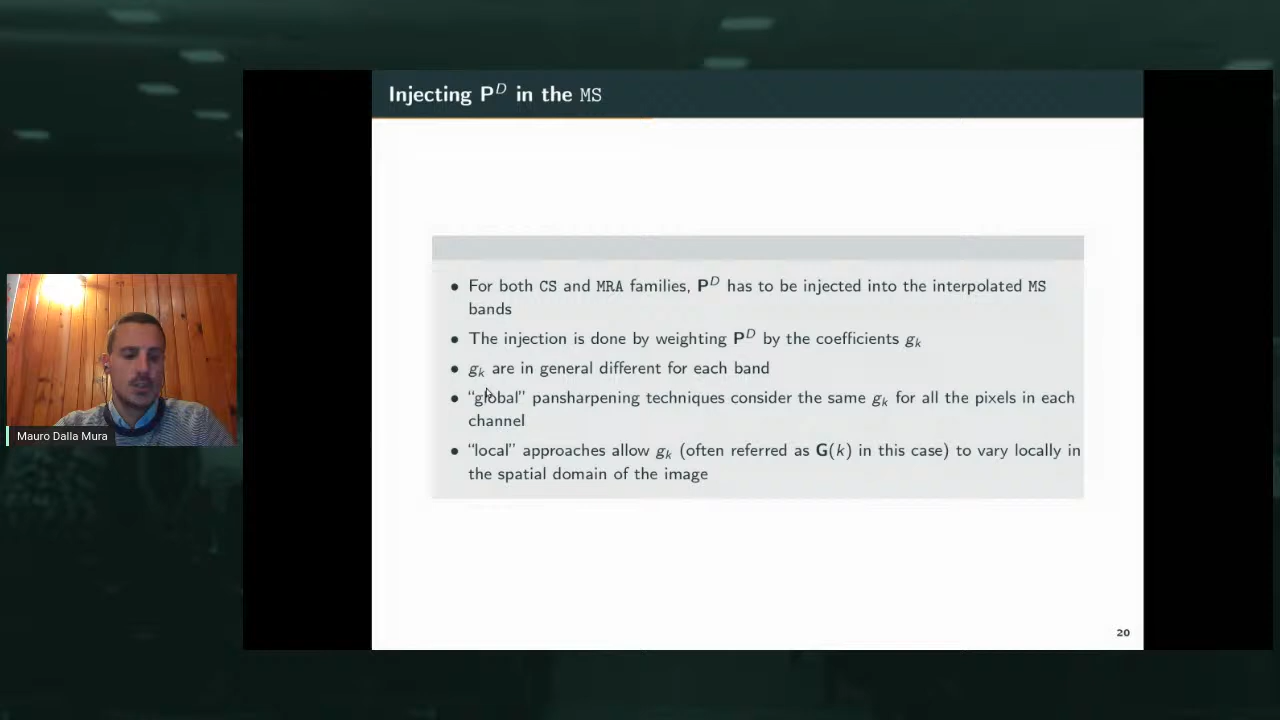 Injecting P^D in the MS
• For both CS and MRA families, P^D has to be injected into the interpolated MS
bands
• The injection is done by weighting P^D by the coefficients g_k
• g_k are in general different for each band
• “global” pansharpening techniques consider the same g_k for all the pixels in each
channel
• “local” approaches allow g_k (often referred as G(k) in this case) to vary locally in
the spatial domain of the image
Mauro Dalla Mura
20